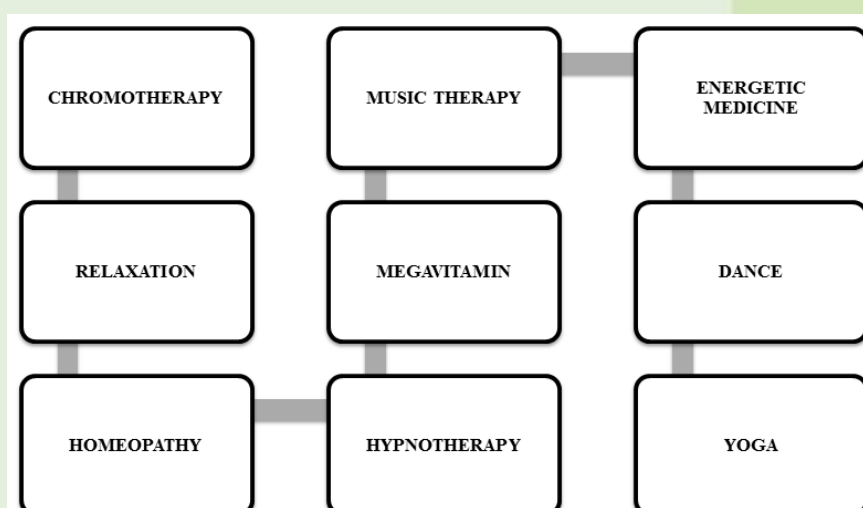 CHROMOTHERAPY
RELAXATION
HOMEOPATHY
HYPNOTHERAPY
MEGAVITAMIN
MUSIC THERAPY
ENERGETIC
MEDICINE
DANCE
YOGA